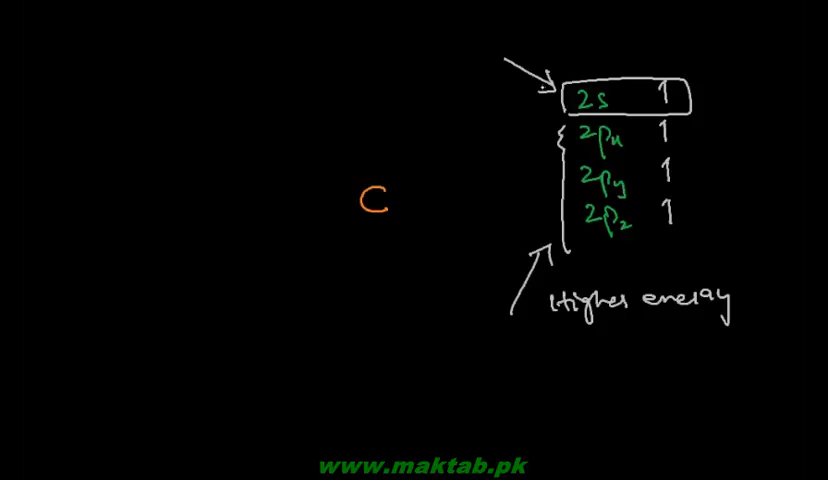 2s 1
2px 1
C
2py 1
2pz 1
Higher energy
www.maktab.pk